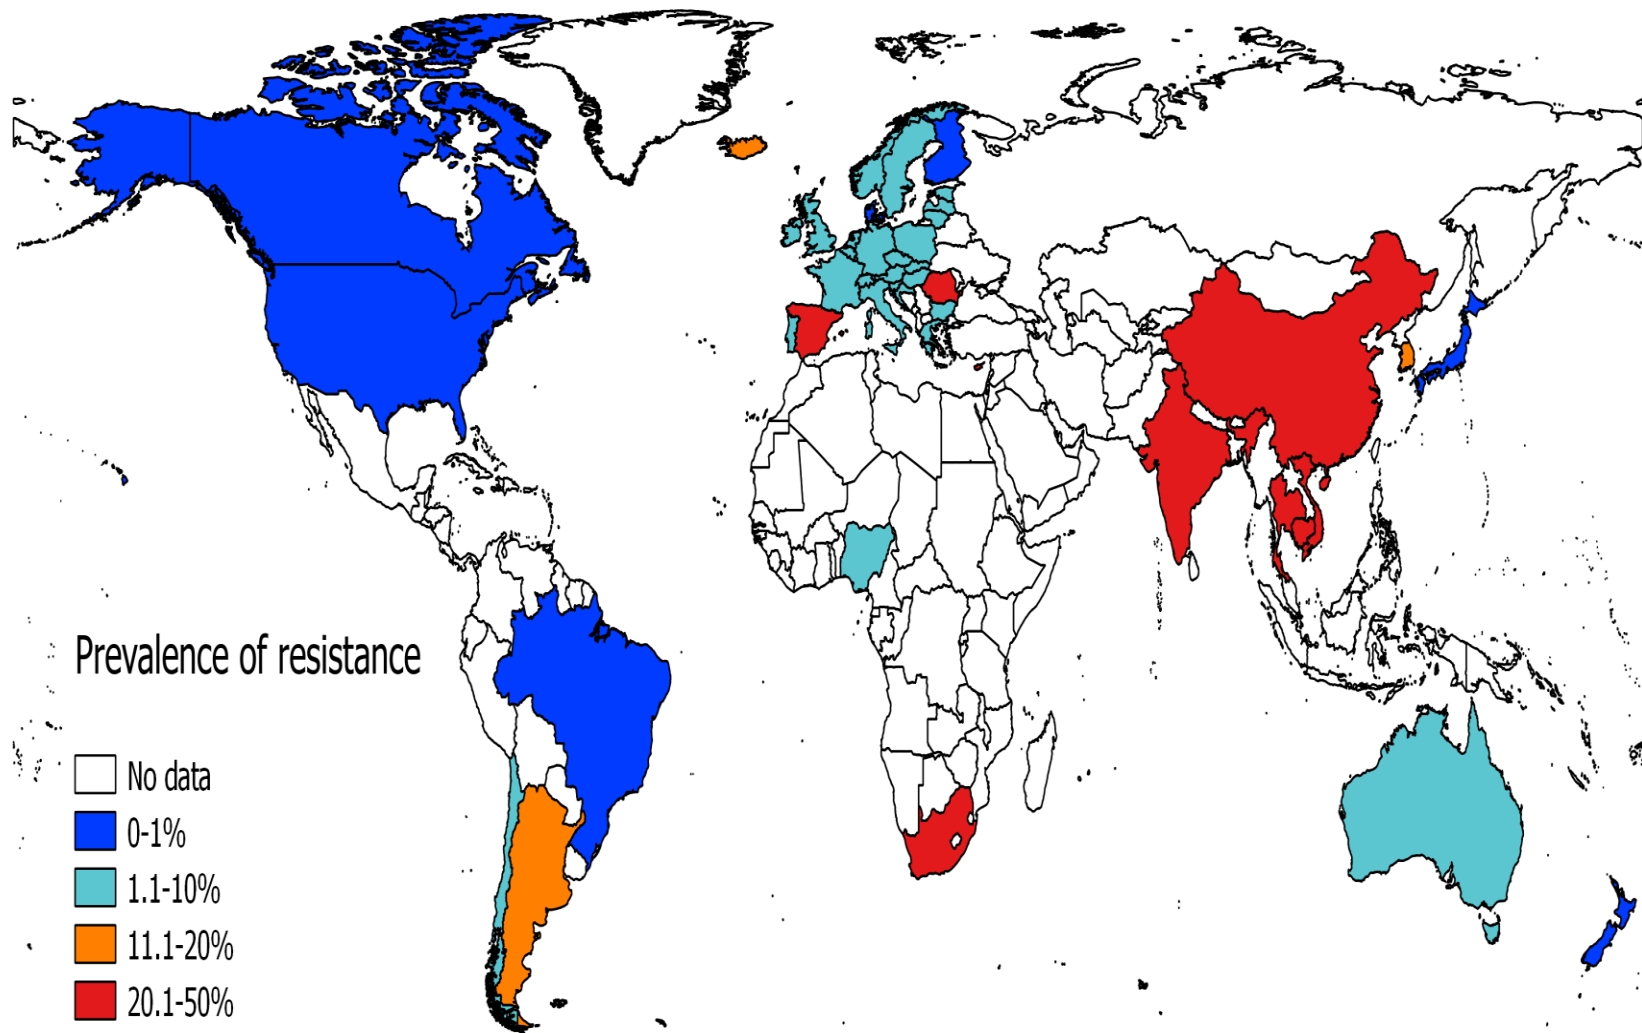 Prevalence of resistance
No data
0-1%
1.1-10%
11.1-20%
20.1-50%